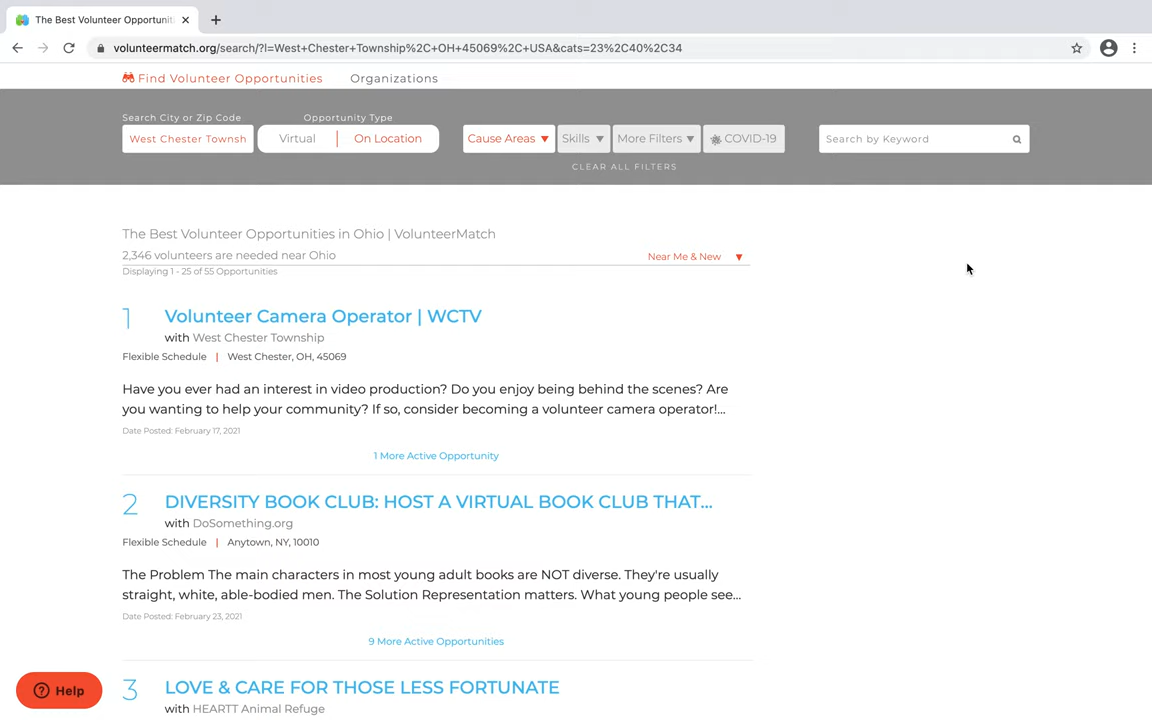 The Best Volunteer Opportuniti
volunteermatch.org/search/?l=West+Chester+Township%2C+OH+45069%2C+USA&cats=23%2C40%2C34
Find Volunteer Opportunities Organizations
Search City or Zip Code Opportunity Type
West Chester Townsh Virtual On Location Cause Areas Skills More Filters COVID-19 Search by Keyword
CLEAR ALL FILTERS
The Best Volunteer Opportunities in Ohio | VolunteerMatch
2,346 volunteers are needed near Ohio Near Me & New
Displaying 1 - 25 of 55 Opportunities
1 Volunteer Camera Operator | WCTV
with West Chester Township
Flexible Schedule | West Chester, OH, 45069
Have you ever had an interest in video production? Do you enjoy being behind the scenes? Are
you wanting to help your community? If so, consider becoming a volunteer camera operator!...
Date Posted: February 17, 2021
1 More Active Opportunity
2 DIVERSITY BOOK CLUB: HOST A VIRTUAL BOOK CLUB THAT...
with DoSomething.org
Flexible Schedule | Anytown, NY, 10010
The Problem The main characters in most young adult books are NOT diverse. They're usually
straight, white, able-bodied men. The Solution Representation matters. What young people see...
Date Posted: February 23, 2021
9 More Active Opportunities
3 LOVE & CARE FOR THOSE LESS FORTUNATE
with HEARTT Animal Refuge
Help